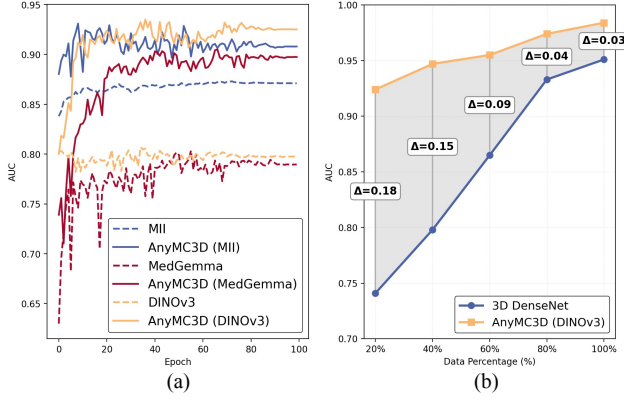 0.95
0.90
0.85
0.80
0.75
0.70
0.65
AUC
0
20
40
60
80
100
Epoch
MII
AnyMC3D (MII)
MedGemma
AnyMC3D (MedGemma)
DINOv3
AnyMC3D (DINOv3)
(a)
1.00
0.95
0.90
0.85
0.80
0.75
0.70
AUC
Δ=0.18
Δ=0.15
Δ=0.09
Δ=0.04
Δ=0.03
20%
40%
60%
80%
100%
Data Percentage (%)
3D DenseNet
AnyMC3D (DINOv3)
(b)